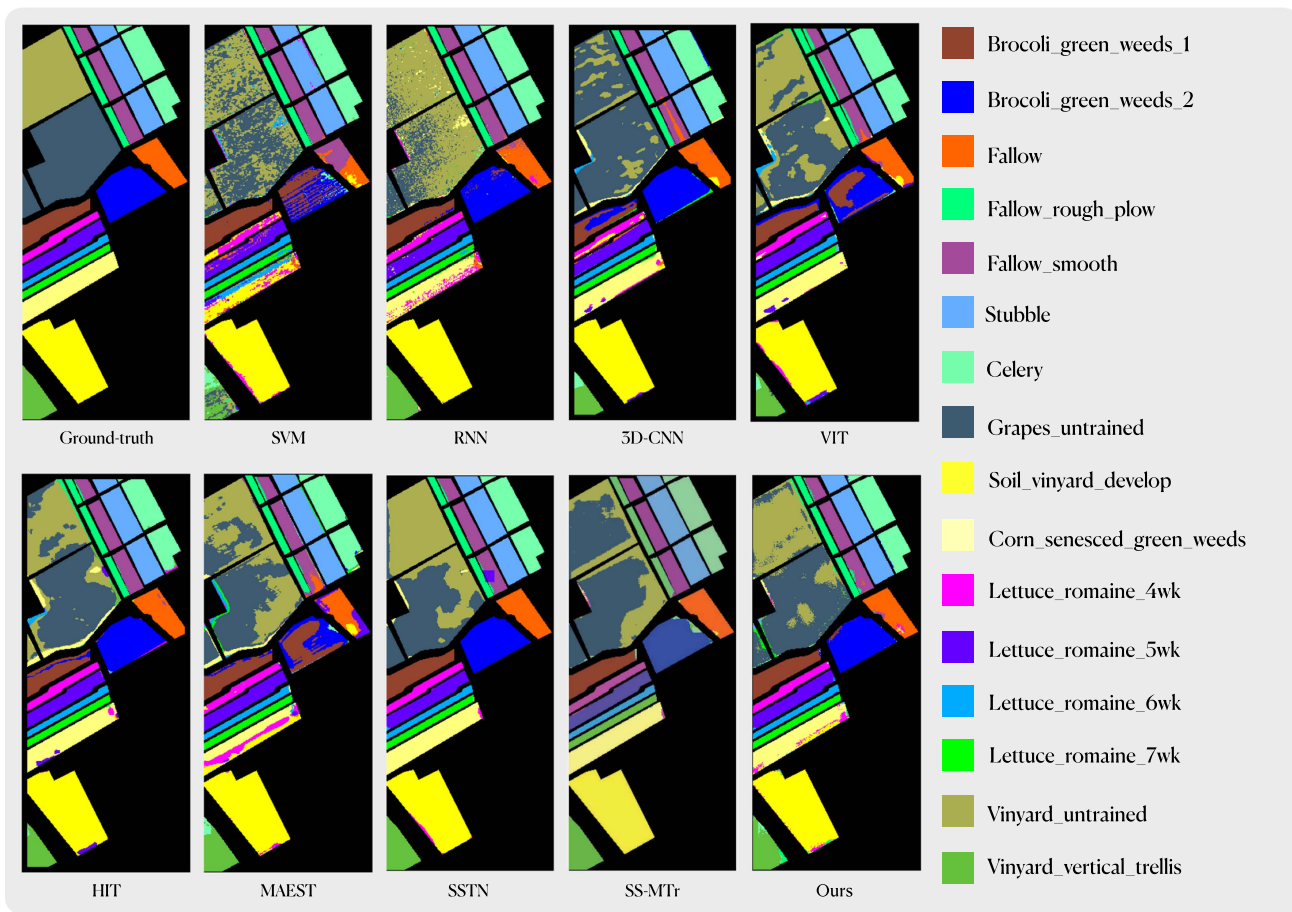 Ground-truth
SVM
RNN
3D-CNN
VIT
HIT
MAEST
SSTN
SS-MTr
Ours
Brocoli_green_weeds_1
Brocoli_green_weeds_2
Fallow
Fallow_rough_plow
Fallow_smooth
Stubble
Celery
Grapes_untrained
Soil_vinyard_develop
Corn_senesced_green_weeds
Lettuce_romaine_4wk
Lettuce_romaine_5wk
Lettuce_romaine_6wk
Lettuce_romaine_7wk
Vinyard_untrained
Vinyard_vertical_trellis